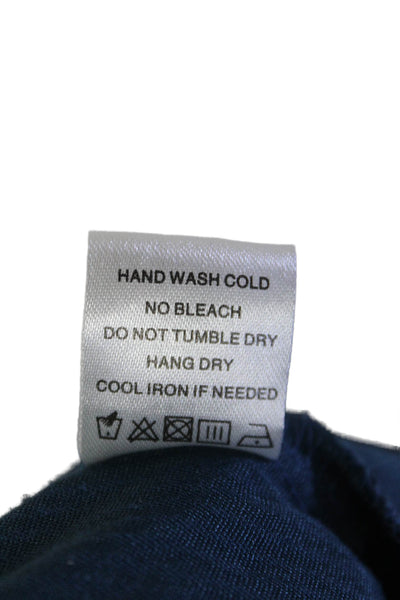 HAND WASH COLD
NO BLEACH
DO NOT TUMBLE DRY
HANG DRY
COOL IRON IF NEEDED